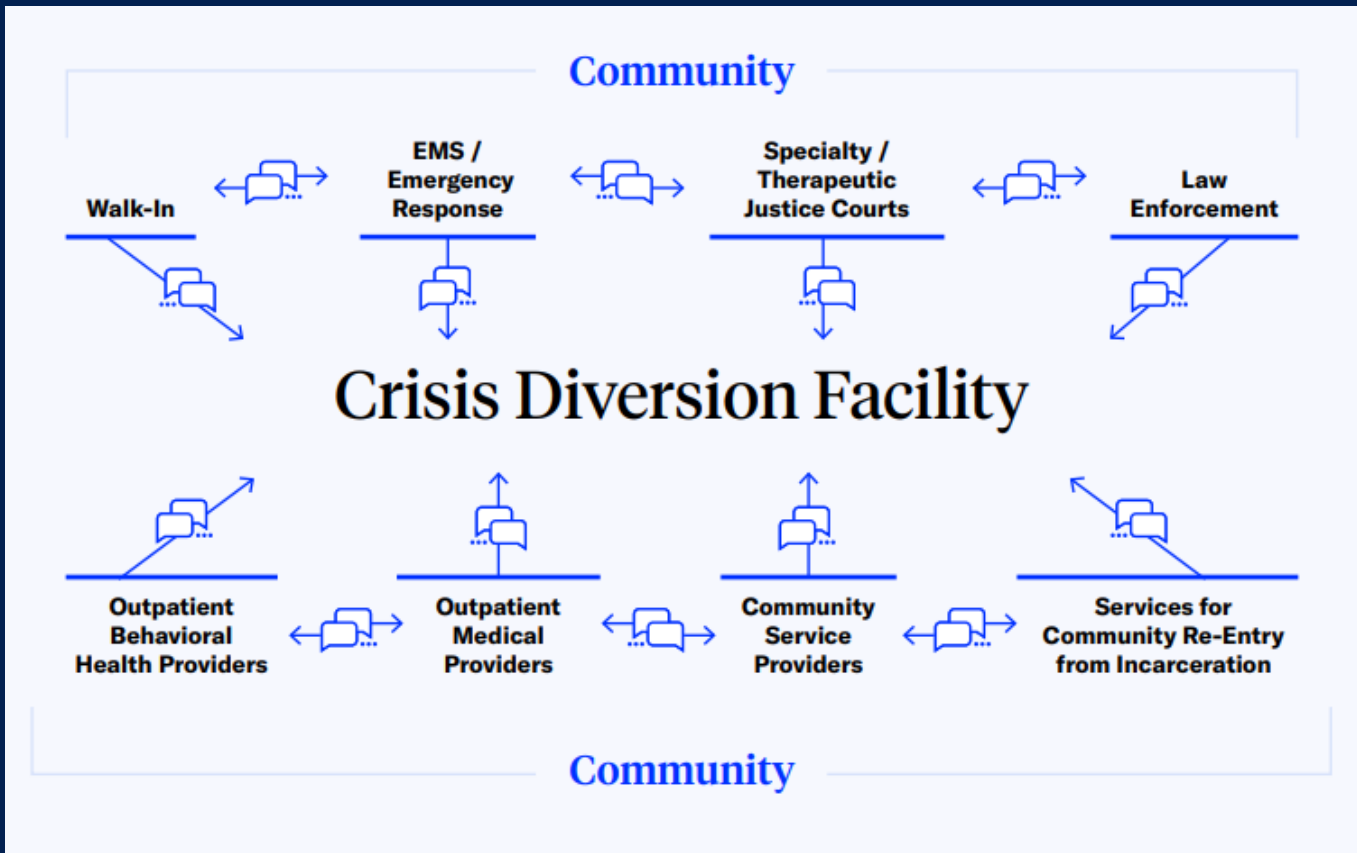 Community
Walk-In
EMS /
Emergency
Response
Specialty /
Therapeutic
Justice Courts
Law
Enforcement
Crisis Diversion Facility
Outpatient
Behavioral
Health Providers
Outpatient
Medical
Providers
Community
Service
Providers
Services for
Community Re-Entry
from Incarceration
Community